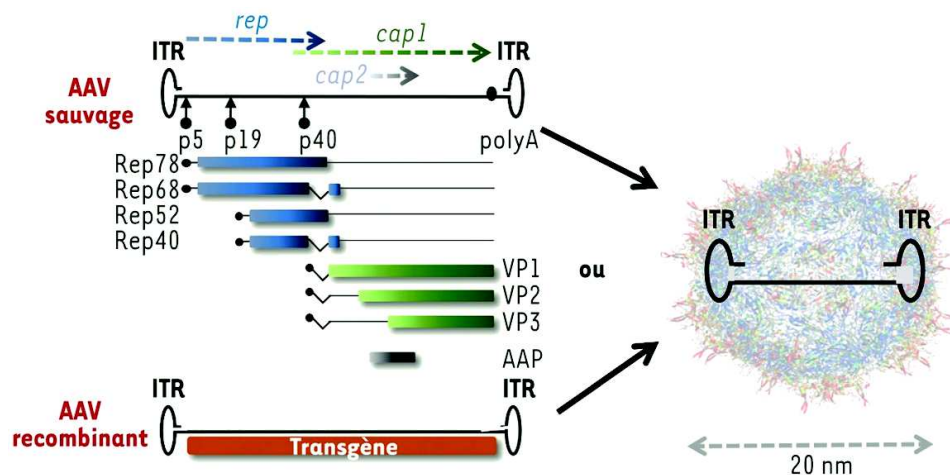 rep
ITR
cap1
ITR
cap2
AAV
sauvage
p5 p19 p40 polyA
Rep78
Rep68
Rep52
Rep40
VP1
VP2
VP3
AAP
ou
ITR
ITR
ITR
ITR
AAV
recombinant
Transgène
20 nm